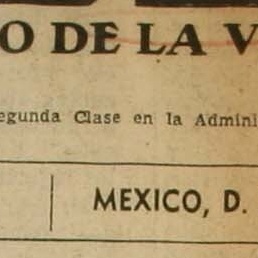 O DE LA V
egunda Clase en la Admini
MEXICO, D.